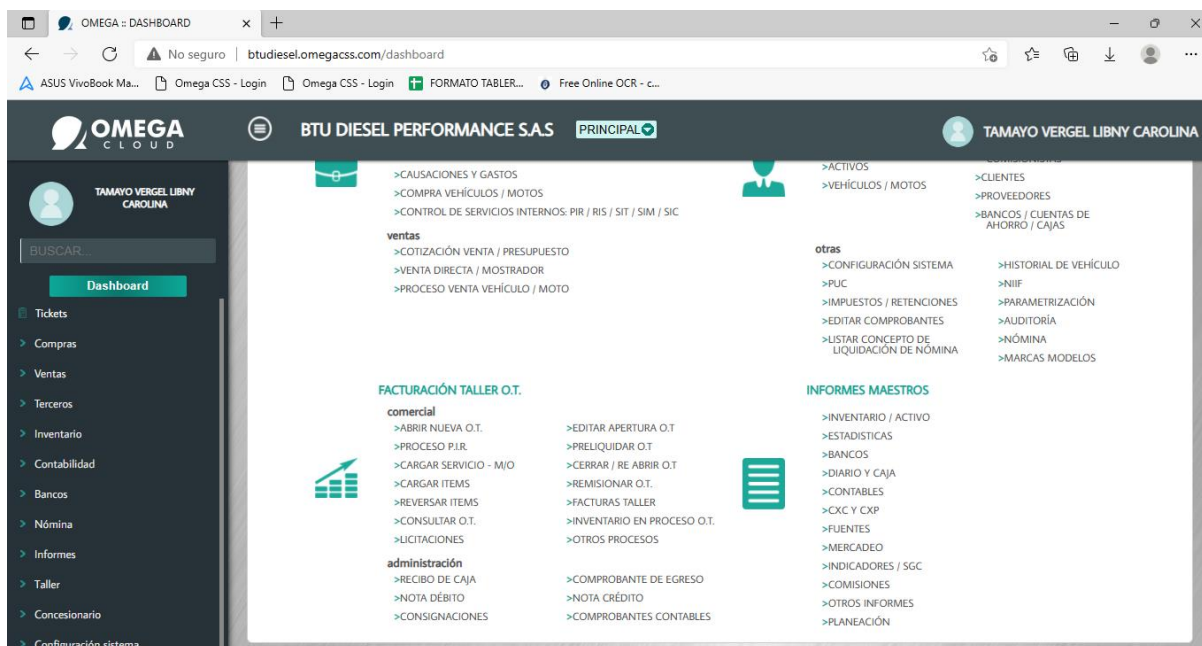 OMEGA :: DASHBOARD
No seguro
btudiesel.omegacss.com/dashboard
ASUS VivoBook Ma...
Omega CSS - Login
Omega CSS - Login
FORMATO TABLER...
Free Online OCR - c...
OMEGA
CLOUD
BTU DIESEL PERFORMANCE S.A.S
PRINCIPAL
TAMAYO VERGEL LIBNY CAROLINA
TAMAYO VERGEL LIBNY
CAROLINA
BUSCAR...
Dashboard
Tickets
> Compras
> Ventas
> Terceros
> Inventario
> Contabilidad
> Bancos
> Nómina
> Informes
> Taller
> Concesionario
> Configuración sistema
>CAUSACIONES Y GASTOS
>COMPRA VEHÍCULOS / MOTOS
>CONTROL DE SERVICIOS INTERNOS: PIR / RIS / SIT / SIM / SIC
ventas
>COTIZACIÓN VENTA / PRESUPUESTO
>VENTA DIRECTA / MOSTRADOR
>PROCESO VENTA VEHÍCULO / MOTO
>ACTIVOS
>VEHÍCULOS / MOTOS
COMISIONISTAS
>CLIENTES
>PROVEEDORES
>BANCOS / CUENTAS DE
AHORRO / CAJAS
otras
>CONFIGURACIÓN SISTEMA
>PUC
>IMPUESTOS / RETENCIONES
>EDITAR COMPROBANTES
>LISTAR CONCEPTO DE
LIQUIDACIÓN DE NÓMINA
>HISTORIAL DE VEHÍCULO
>NIIF
>PARAMETRIZACIÓN
>AUDITORÍA
>NÓMINA
>MARCAS MODELOS
FACTURACIÓN TALLER O.T.
comercial
>ABRIR NUEVA O.T.
>PROCESO P.I.R.
>CARGAR SERVICIO - M/O
>CARGAR ITEMS
>REVERSAR ITEMS
>CONSULTAR O.T.
>LICITACIONES
>EDITAR APERTURA O.T
>PRELIQUIDAR O.T
>CERRAR / RE ABRIR O.T
>REMISIONAR O.T.
>FACTURAS TALLER
>INVENTARIO EN PROCESO O.T.
>OTROS PROCESOS
administración
>RECIBO DE CAJA
>NOTA DÉBITO
>CONSIGNACIONES
>COMPROBANTE DE EGRESO
>NOTA CRÉDITO
>COMPROBANTES CONTABLES
INFORMES MAESTROS
>INVENTARIO / ACTIVO
>ESTADISTICAS
>BANCOS
>DIARIO Y CAJA
>CONTABLES
>CXC Y CXP
>FUENTES
>MERCADEO
>INDICADORES / SGC
>COMISIONES
>OTROS INFORMES
>PLANEACIÓN